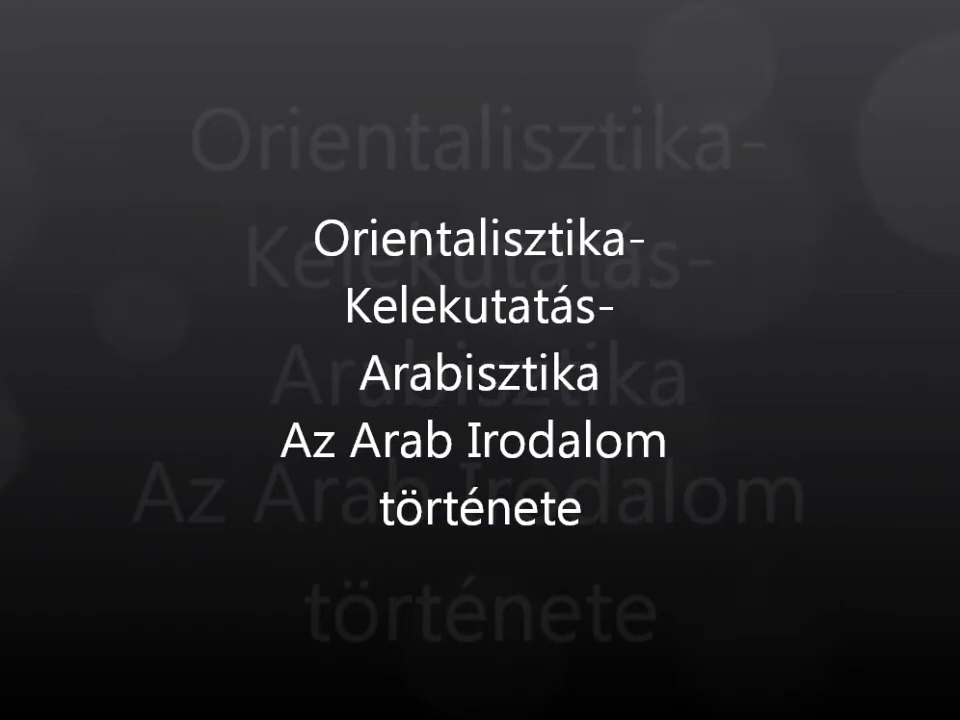 Orientalisztika-
Kelekutatás-
Arabisztika
Az Arab Irodalom
története